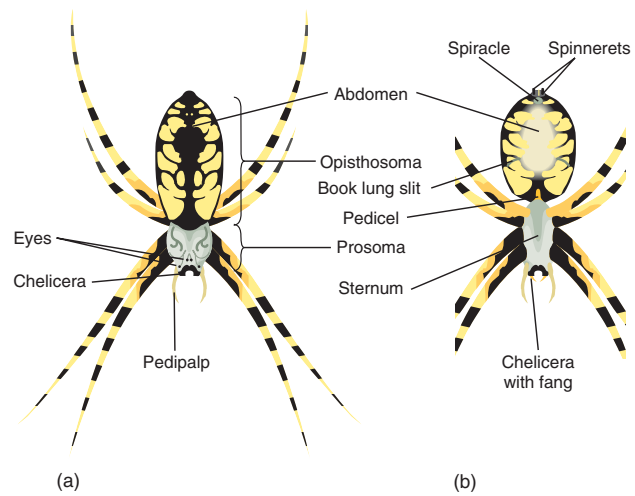 Spiracle
Spinnerets
Abdomen
Opisthosoma
Book lung slit
Pedicel
Eyes
Prosoma
Chelicera
Sternum
Pedipalp
Chelicera
with fang
(a)
(b)